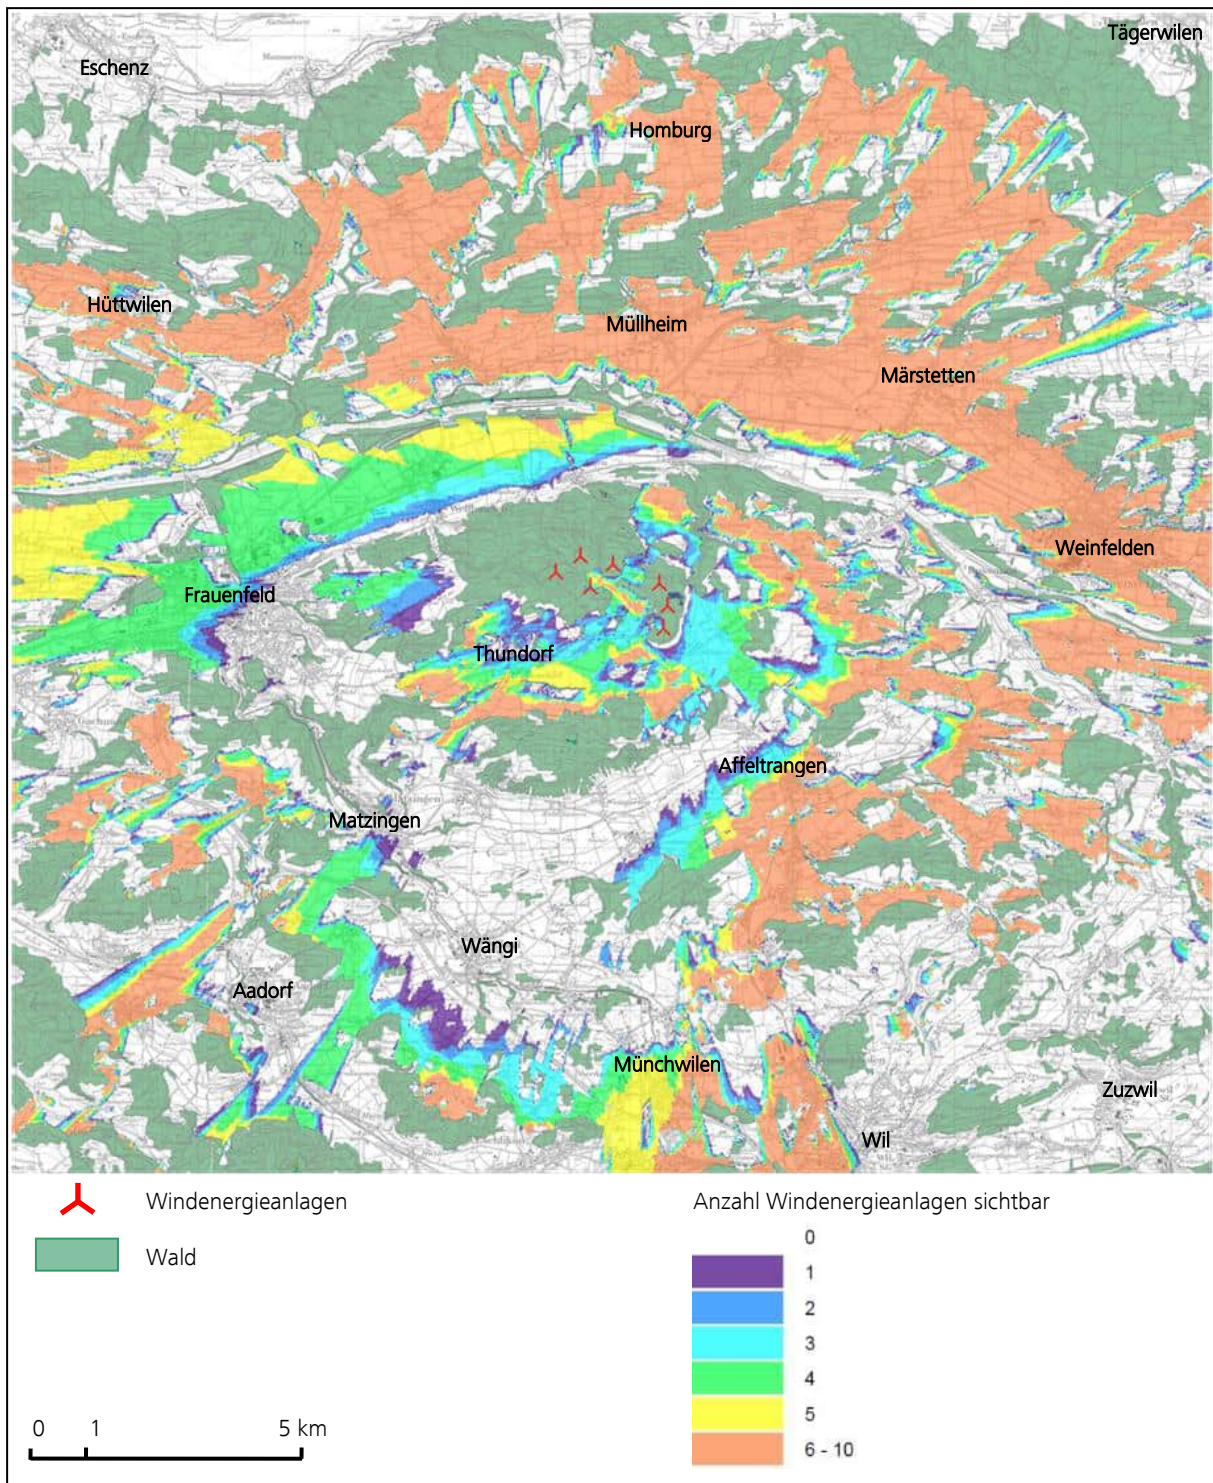 Tägerwilen
Eschenz
Homburg
Hüttwilen
Müllheim
Märstetten
Weinfelden
Frauenfeld
Thundorf
Affeltrangen
Matzingen
Wängi
Aadorf
Münchwilen
Zuzwil
Wil
Windenergieanlagen
Wald
0 1 5 km
Anzahl Windenergieanlagen sichtbar
0
1
2
3
4
5
6 - 10